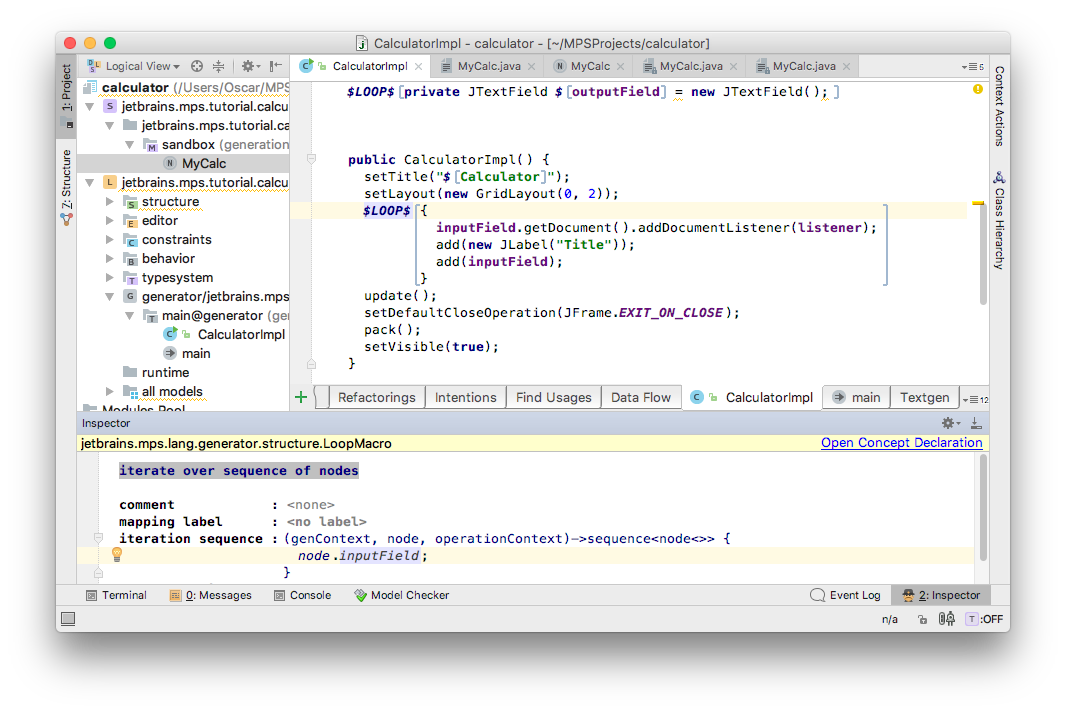 CalculatorImpl - calculator - [~/MPSProjects/calculator]
1: Project
Z: Structure
Logical View
calculator (/Users/Oscar/MPS
S jetbrains.mps.tutorial.calcu
jetbrains.mps.tutorial.ca
M sandbox (generation
N MyCalc
L jetbrains.mps.tutorial.calcu
S structure
E editor
C constraints
B behavior
T typesystem
G generator/jetbrains.mps
T main@generator (ge
C CalculatorImpl
main
runtime
all models
Modules Pool
C CalculatorImpl
MyCalc.java
N MyCalc
MyCalc.java
MyCalc.java
5
$LOOP$[private JTextField $[outputField] = new JTextField();]
public CalculatorImpl() {
setTitle("$[Calculator]");
setLayout(new GridLayout(0, 2));
$LOOP$ [{
inputField.getDocument().addDocumentListener(listener);
add(new JLabel("Title"));
add(inputField);
}]
update();
setDefaultCloseOperation(JFrame.EXIT_ON_CLOSE);
pack();
setVisible(true);
}
Context Actions
Class Hierarchy
Refactorings
Intentions
Find Usages
Data Flow
C CalculatorImpl
main
Textgen
12
Inspector
jetbrains.mps.lang.generator.structure.LoopMacro
Open Concept Declaration
iterate over sequence of nodes
comment : <none>
mapping label : <no label>
iteration sequence : (genContext, node, operationContext)->sequence<node<>> {
node.inputField;
}
Terminal
0: Messages
Console
Model Checker
Event Log
2: Inspector
n/a
T :OFF